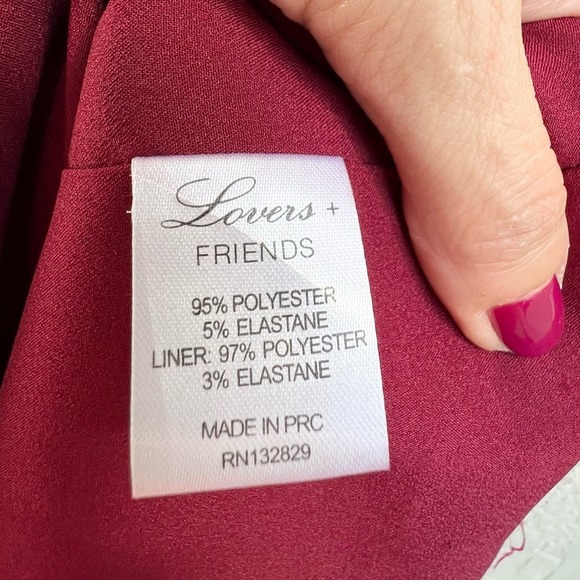 Lovers +
FRIENDS
95% POLYESTER
5% ELASTANE
LINER: 97% POLYESTER
3% ELASTANE
MADE IN PRC
RN132829